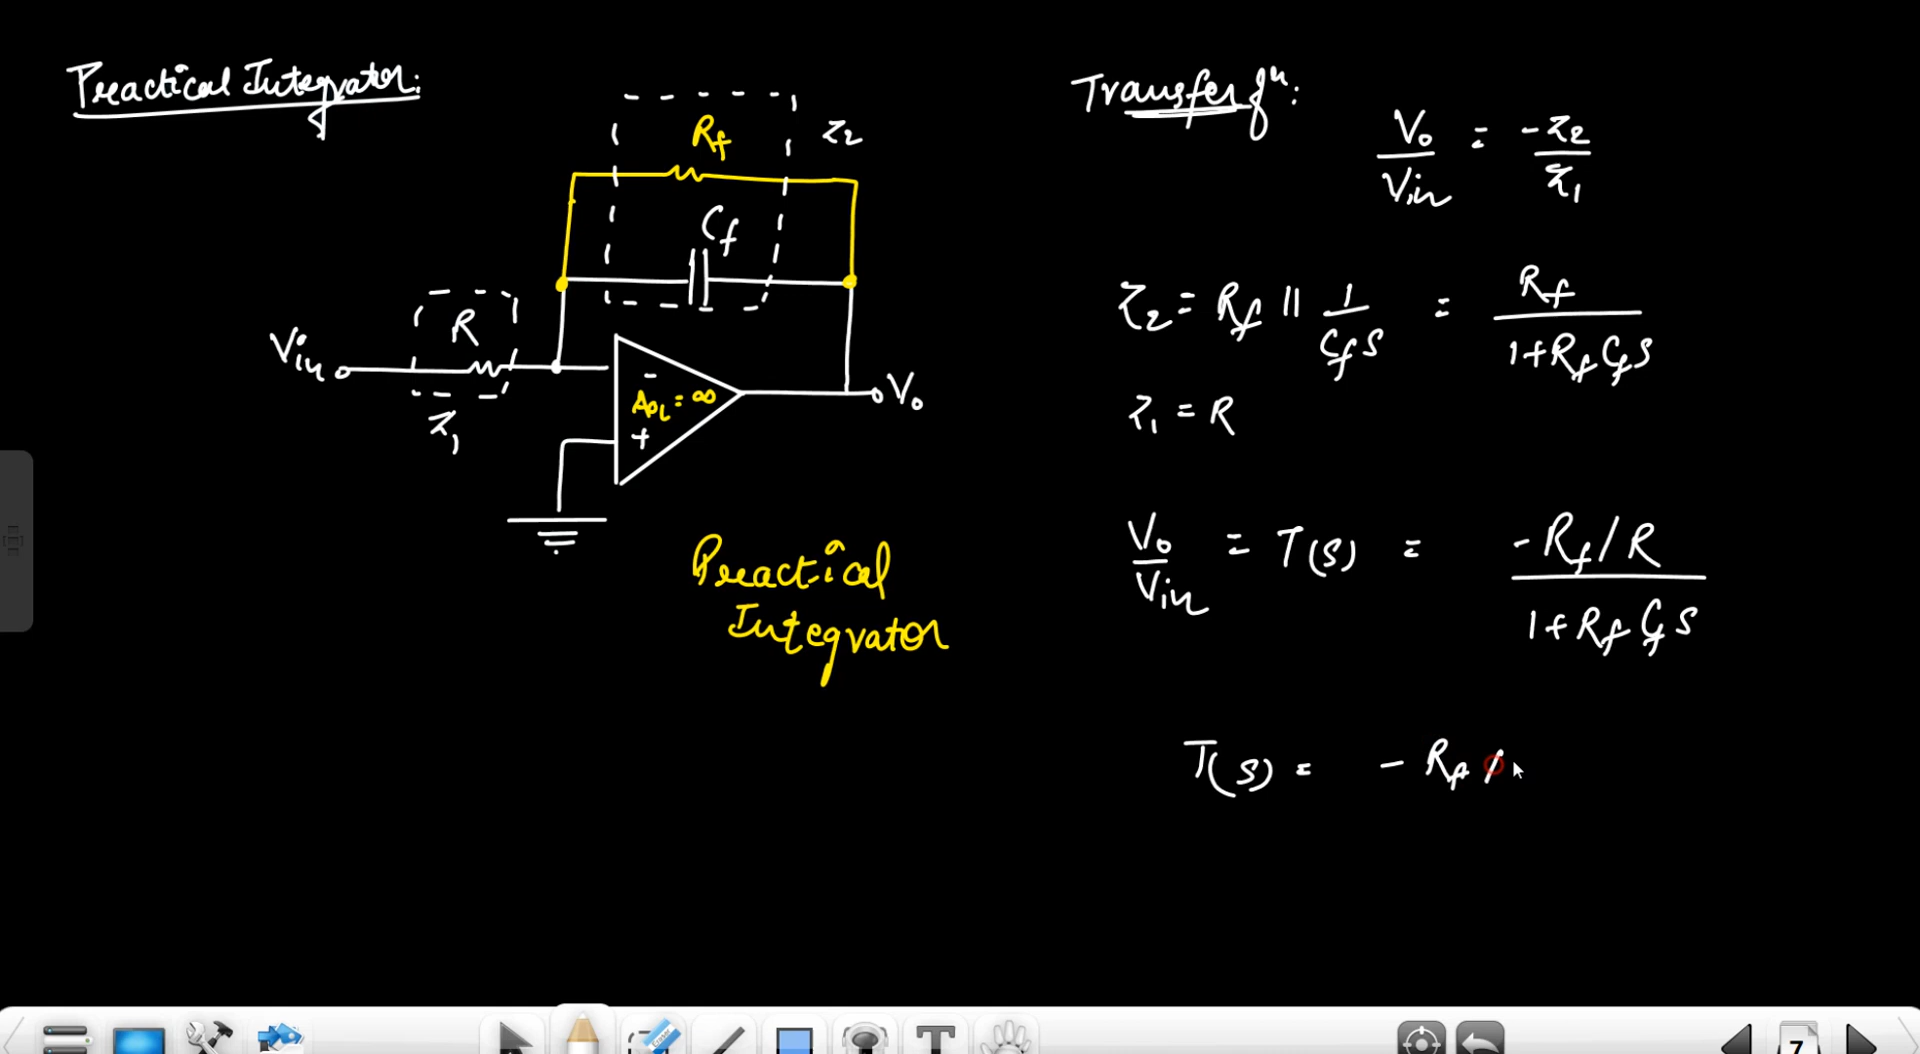 Practical Integrator:
Rf
Z2
Cf
R
Vin
Z1
-
AOL = ∞
+
Vo
Practical
Integrator
Transfer fⁿ:
Vo/Vin = -Z2/Z1
Z2 = Rf || 1/CfS = Rf/1+RfCfS
Z1 = R
Vo/Vin = T(S) = -Rf/R/1+RfCfS
T(S) = - Rf /
T
7